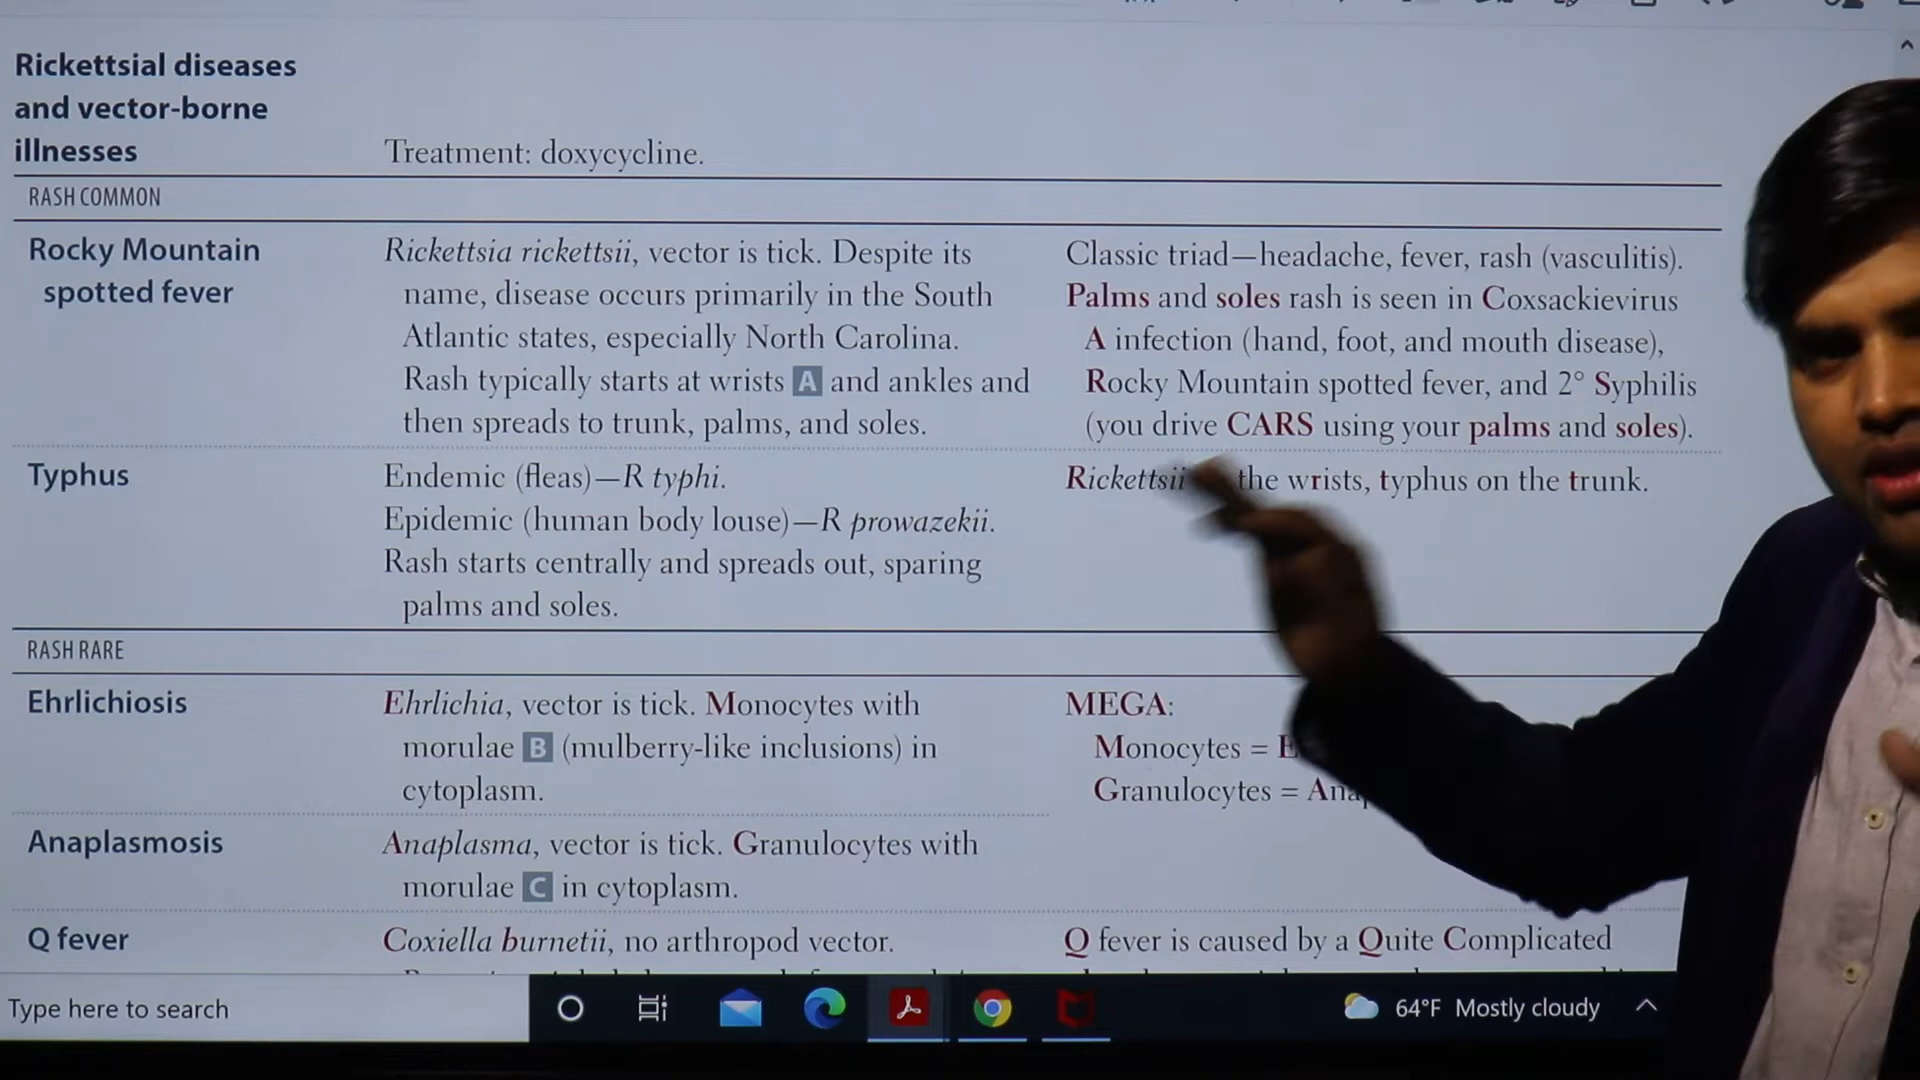 Rickettsial diseases
and vector-borne
illnesses
Treatment: doxycycline.
RASH COMMON
Rocky Mountain
spotted fever
Rickettsia rickettsii, vector is tick. Despite its
name, disease occurs primarily in the South
Atlantic states, especially North Carolina.
Rash typically starts at wrists A and ankles and
then spreads to trunk, palms, and soles.
Classic triad—headache, fever, rash (vasculitis).
Palms and soles rash is seen in Coxsackievirus
A infection (hand, foot, and mouth disease),
Rocky Mountain spotted fever, and 2° Syphilis
(you drive CARS using your palms and soles).
Typhus
Endemic (fleas)—R typhi.
Epidemic (human body louse)—R prowazekii.
Rash starts centrally and spreads out, sparing
palms and soles.
Rickettsii the wrists, typhus on the trunk.
RASH RARE
Ehrlichiosis
Ehrlichia, vector is tick. Monocytes with
morulae B (mulberry-like inclusions) in
cytoplasm.
MEGA:
Monocytes =
Granulocytes =
Anaplasmosis
Anaplasma, vector is tick. Granulocytes with
morulae C in cytoplasm.
Q fever
Coxiella burnetii, no arthropod vector.
Q fever is caused by a Quite Complicated
Type here to search
64°F Mostly cloudy